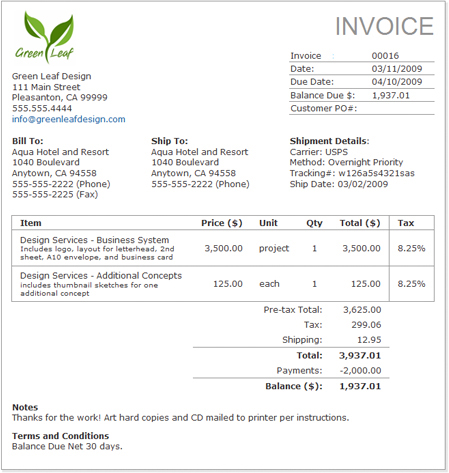 Green Leaf
INVOICE
Invoice 00016
Date: 03/11/2009
Due Date: 04/10/2009
Balance Due $: 1,937.01
Customer PO#:
Green Leaf Design
111 Main Street
Pleasanton, CA 99999
555.555.4444
info@greenleafdesign.com
Bill To:
Aqua Hotel and Resort
1040 Boulevard
Anytown, CA 94558
555-555-2222 (Phone)
555-555-2225 (Fax)
Ship To:
Aqua Hotel and Resort
1040 Boulevard
Anytown, CA 94558
555-555-2222 (Phone)
Shipment Details:
Carrier: USPS
Method: Overnight Priority
Tracking#: w126a5s4321sas
Ship Date: 03/02/2009
Item Price ($) Unit Qty Total ($) Tax
Design Services - Business System 3,500.00 project 1 3,500.00 8.25%
Includes logo, layout for letterhead, 2nd
sheet, A10 envelope, and business card
Design Services - Additional Concepts 125.00 each 1 125.00 8.25%
includes thumbnail sketches for one
additional concept
Pre-tax Total: 3,625.00
Tax: 299.06
Shipping: 12.95
Total: 3,937.01
Payments: -2,000.00
Balance ($): 1,937.01
Notes
Thanks for the work! Art hard copies and CD mailed to printer per instructions.
Terms and Conditions
Balance Due Net 30 days.